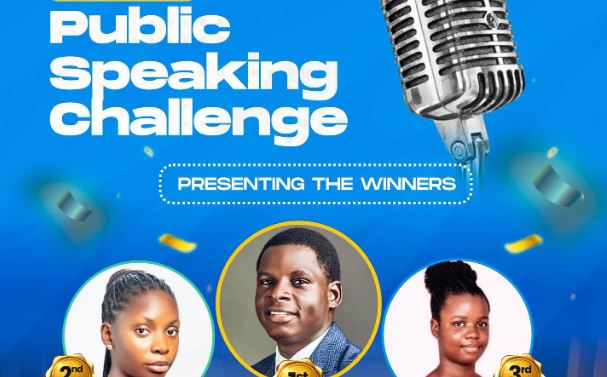 Public
Speaking
Challenge
PRESENTING THE WINNERS
1st
2nd
3rd